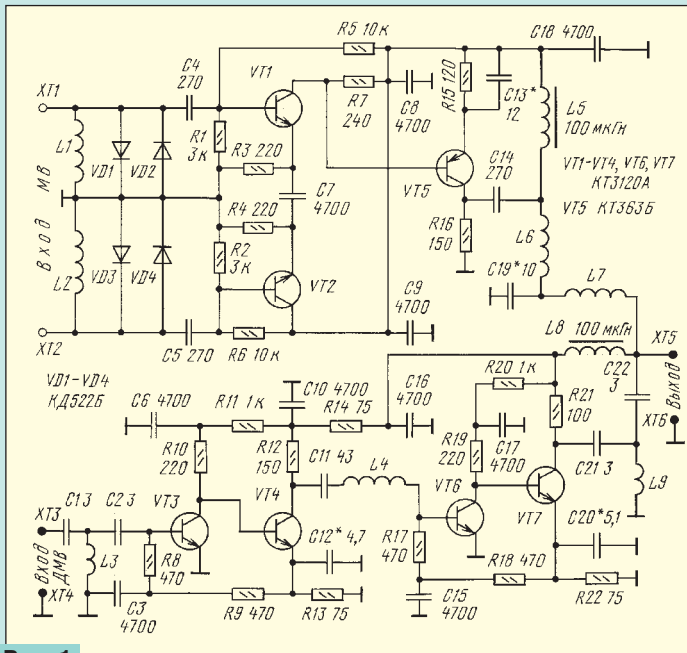 R5 10к
C18 4700
C4
270
VT1
XT1
R7
240
C8
4700
R15 120
C13*
12
L5
100 мкГн
L1
МВ
VD1
VD2
R1
3к
R3 220
C7
4700
R4 220
VT5
C14
270
VT1-VT4, VT6, VT7
КТ3120А
VT5 КТ363Б
ВХОД
L2
VD3
VD4
R2
3к
VT2
R16
150
L6
C19* 10
L7
C9
4700
XT2
C5 270
R6 10к
L8 100 мкГн
XT5
VD1-VD4
КД522Б
C10 4700
R14 75
C16
4700
R20 1к
R21
100
C22
3
ВЫХОД
XT6
C6 4700
R11 1к
R10
220
R12
150
C11 43
L4
R19
220
C17
4700
VT6
C21 3
L9
XT3
C1 3
C2 3
VT3
VT4
VT7
ВХОД
ДМВ
XT4
L3
R8
470
C12* 4,7
R17
470
R18 470
C20* 5,1
C3
4700
R9 470
R13 75
C15
4700
R22 75